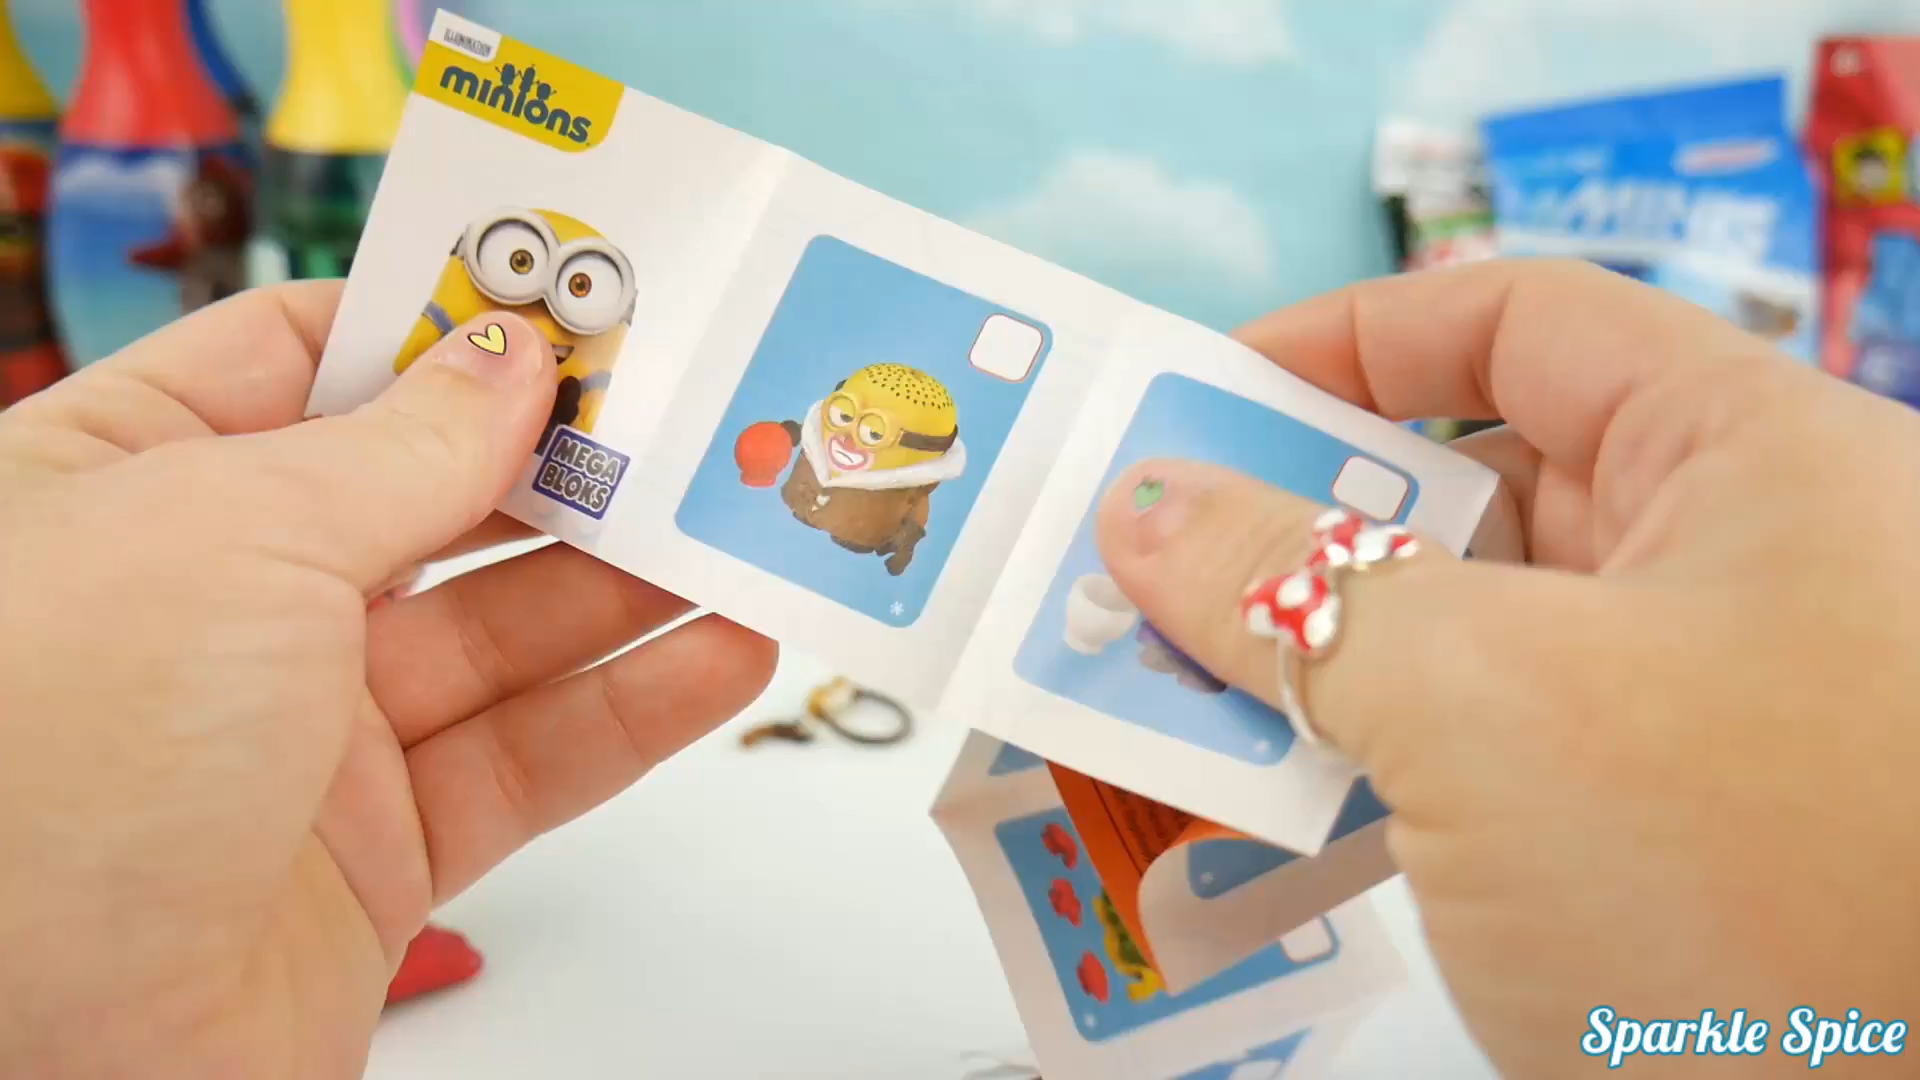 ILLUMINATION
minions
MEGA
BLOKS
Sparkle Spice